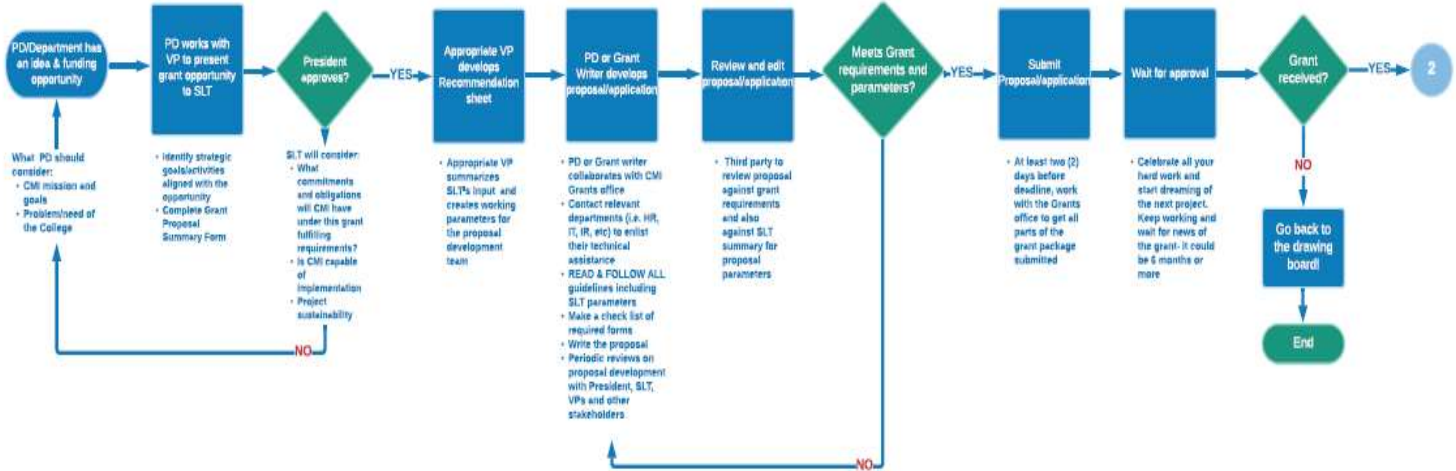 PD/Department has
an idea & funding
opportunity
PD works with
VP to present
grant opportunity
to SLT
President
approves?
YES
Appropriate VP
develops
Recommendation
sheet
PD or Grant
Writer develops
proposal/application
Review and edit
proposal/application
Meets Grant
requirements and
parameters?
YES
Submit
Proposal/application
Wait for approval
Grant
received?
YES
2
What PD should
consider:
• CMI mission and
goals
• Problem/need of
the College
• Identify strategic
goals/activities
aligned with the
opportunity
• Complete Grant
Proposal
Summary Form
SLT will consider:
• What
commitments
and obligations
will CMI have
under this grant
fulfilling
requirements?
• Is CMI capable
of
implementation
• Project
sustainability
NO
• Appropriate VP
summarizes
SLT's input and
creates working
parameters for
the proposal
development
team
• PD or Grant writer
collaborates with CMI
Grants office
• Contact relevant
departments (i.e. HR,
IT, IR, etc) to enlist
their technical
assistance
• READ & FOLLOW ALL
guidelines including
SLT parameters
• Make a check list of
required forms
• Write the proposal
• Periodic reviews on
proposal development
with President, SLT,
VPs and other
stakeholders
• Third party to
review proposal
against grant
requirements
and also
against SLT
summary for
proposal
parameters
NO
• At least two (2)
days before
deadline, work
with the Grants
office to get all
parts of the
grant package
submitted
• Celebrate all your
hard work and
start dreaming of
the next project.
Keep working and
wait for news of
the grant- it could
be 6 months or
more
NO
Go back to
the drawing
board!
End